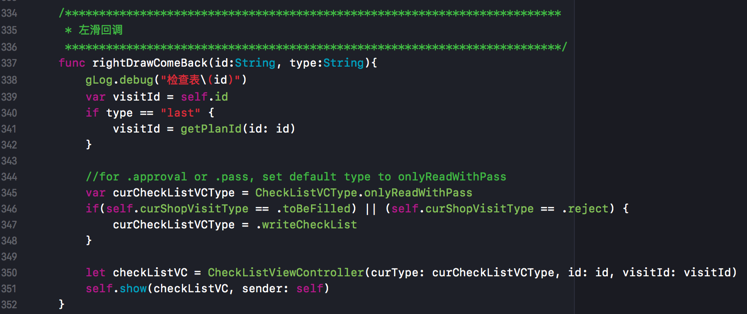 334 /**************************************************************************
335 * 左滑回调
336 **************************************************************************/
337 func rightDrawComeBack(id:String, type:String){
338 gLog.debug("检查表\(id)")
339 var visitId = self.id
340 if type == "last" {
341 visitId = getPlanId(id: id)
342 }
343
344 //for .approval or .pass, set default type to onlyReadWithPass
345 var curCheckListVCType = CheckListVCType.onlyReadWithPass
346 if(self.curShopVisitType == .toBeFilled) || (self.curShopVisitType == .reject) {
347 curCheckListVCType = .writeCheckList
348 }
349
350 let checkListVC = CheckListViewController(curType: curCheckListVCType, id: id, visitId: visitId)
351 self.show(checkListVC, sender: self)
352 }